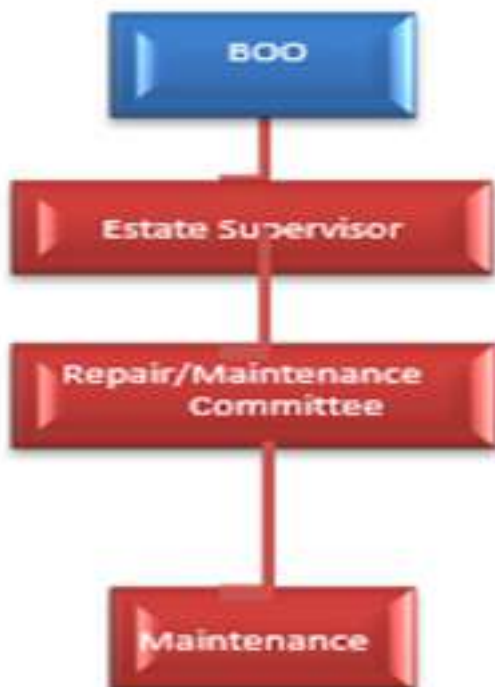 BOO
Estate Supervisor
Repair/Maintenance
Committee
Maintenance